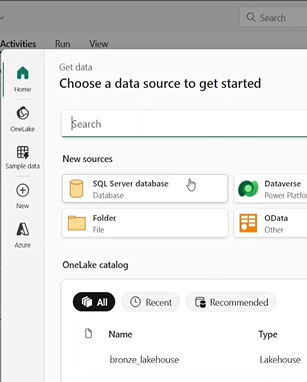 Search
Activities Run View
Get data
Choose a data source to get started
Home
Search
OneLake
New sources
Sample data
SQL Server database
Database
Dataverse
Power Platfo
New
Folder
File
OData
Other
Azure
OneLake catalog
All Recent Recommended
Name Type
bronze_lakehouse Lakehouse